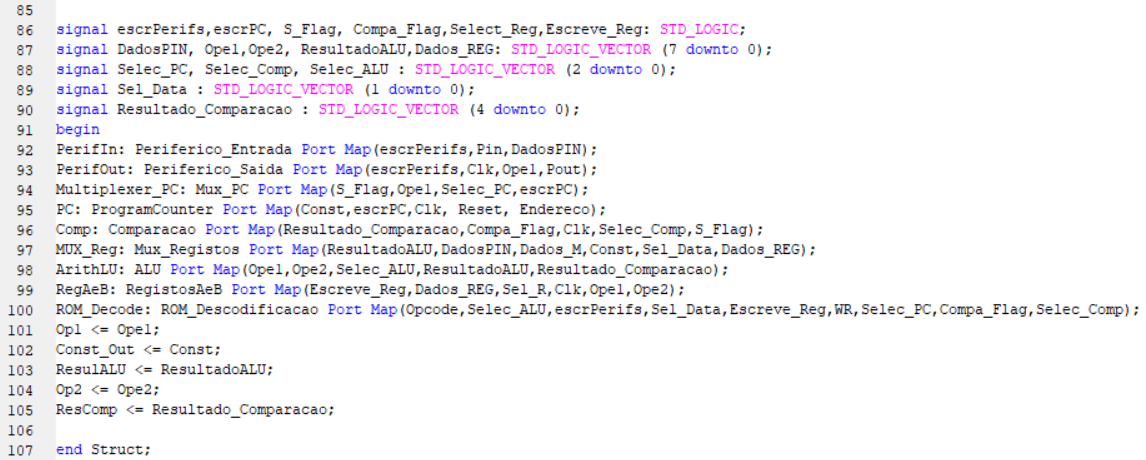 85
86 signal escrPerifs,escrPC, S_Flag, Compa_Flag,Select_Reg,Escreve_Reg: STD_LOGIC;
87 signal DadosPIN, Ope1,Ope2, ResultadoALU,Dados_REG: STD_LOGIC_VECTOR (7 downto 0);
88 signal Selec_PC, Selec_Comp, Selec_ALU : STD_LOGIC_VECTOR (2 downto 0);
89 signal Sel_Data : STD_LOGIC_VECTOR (1 downto 0);
90 signal Resultado_Comparacao : STD_LOGIC_VECTOR (4 downto 0);
91 begin
92 PerifIn: Periferico_Entrada Port Map(escrPerifs,Pin,DadosPIN);
93 PerifOut: Periferico_Saida Port Map(escrPerifs,Clk,Ope1,Pout);
94 Multiplexer_PC: Mux_PC Port Map(S_Flag,Ope1,Selec_PC,escrPC);
95 PC: ProgramCounter Port Map(Const,escrPC,Clk, Reset, Endereco);
96 Comp: Comparacao Port Map(Resultado_Comparacao,Compa_Flag,Clk,Selec_Comp,S_Flag);
97 MUX_Reg: Mux_Registos Port Map(ResultadoALU,DadosPIN,Dados_M,Const,Sel_Data,Dados_REG);
98 ArithLU: ALU Port Map(Ope1,Ope2,Selec_ALU,ResultadoALU,Resultado_Comparacao);
99 RegAeB: RegistosAeB Port Map(Escreve_Reg,Dados_REG,Sel_R,Clk,Ope1,Ope2);
100 ROM_Decode: ROM_Descodificacao Port Map(Opcode,Selec_ALU,escrPerifs,Sel_Data,Escreve_Reg,WR,Selec_PC,Compa_Flag,Selec_Comp);
101 Op1 <= Ope1;
102 Const_Out <= Const;
103 ResulALU <= ResultadoALU;
104 Op2 <= Ope2;
105 ResComp <= Resultado_Comparacao;
106
107 end Struct;